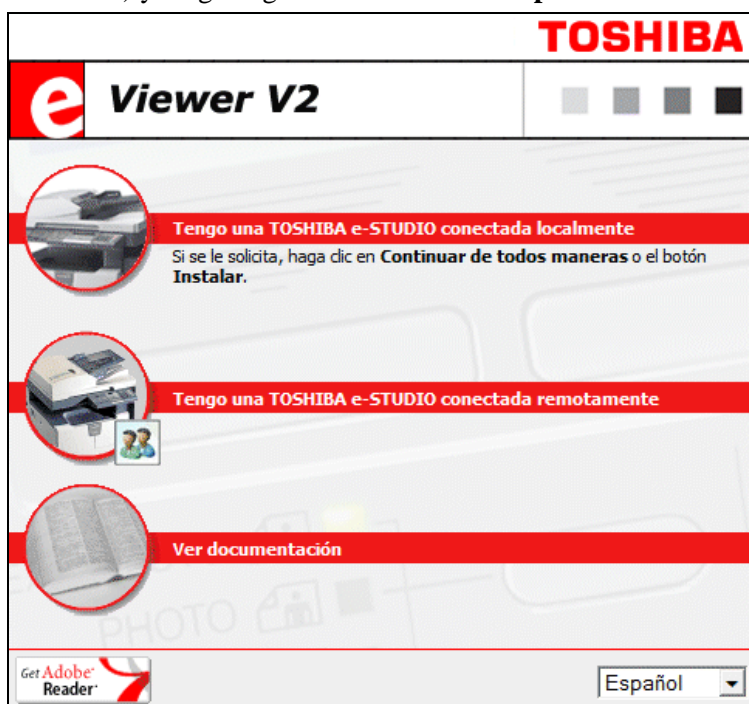 TOSHIBA
e Viewer V2
Tengo una TOSHIBA e-STUDIO conectada localmente
Si se le solicita, haga clic en Continuar de todos maneras o el botón
Instalar.
Tengo una TOSHIBA e-STUDIO conectada remotamente
Ver documentación
PHOTO
Get Adobe
Reader
Español